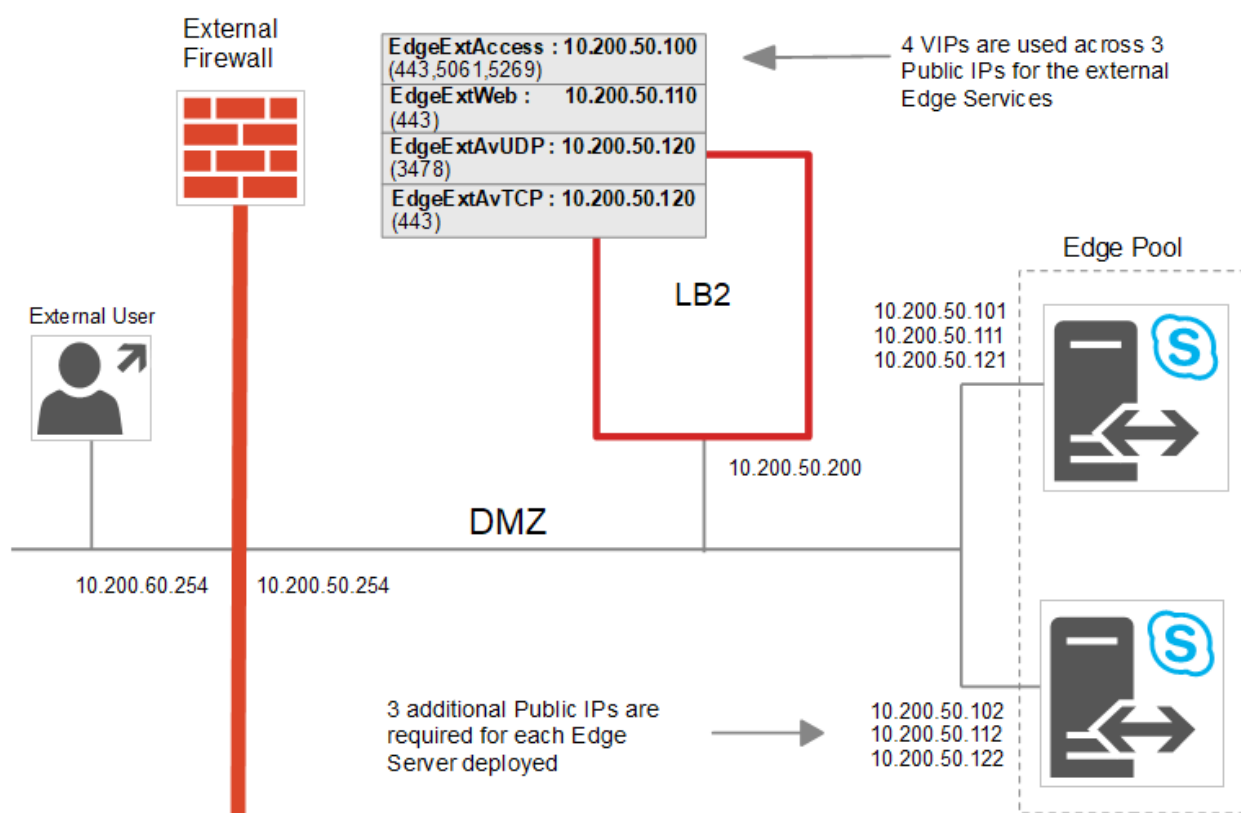 External
Firewall
EdgeExtAccess : 10.200.50.100
(443,5061,5269)
EdgeExtWeb : 10.200.50.110
(443)
EdgeExtAvUDP : 10.200.50.120
(3478)
EdgeExtAvTCP : 10.200.50.120
(443)
4 VIPs are used across 3
Public IPs for the external
Edge Services
Edge Pool
LB2
External User
10.200.50.101
10.200.50.111
10.200.50.121
S
10.200.50.200
DMZ
10.200.60.254
10.200.50.254
3 additional Public IPs are
required for each Edge
Server deployed
10.200.50.102
10.200.50.112
10.200.50.122
S